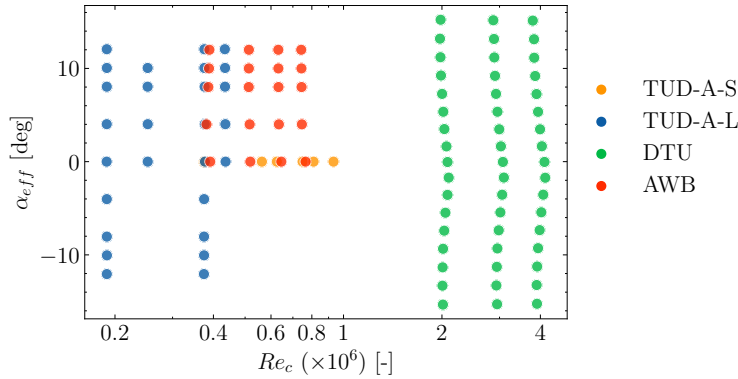 10
0
−10
α_eff [deg]
0.2
0.4
0.6
0.8
1
2
4
Re_c (×10^6) [-]
TUD-A-S
TUD-A-L
DTU
AWB